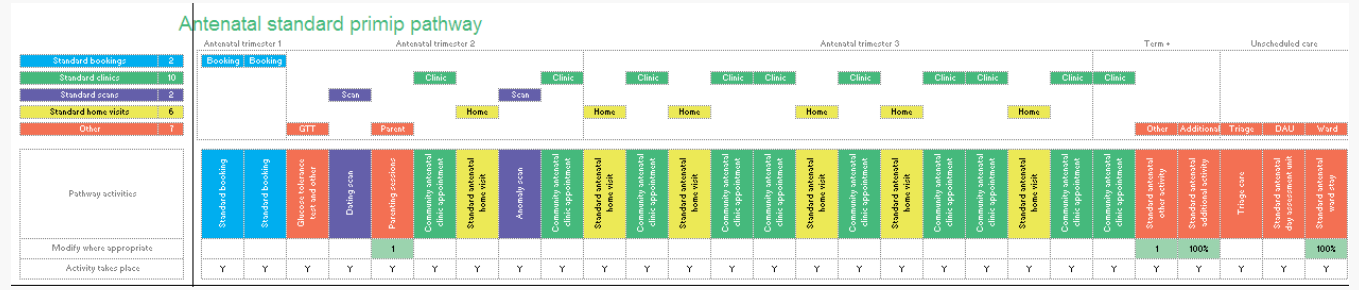 Antenatal standard primip pathway
Antenatal trimester 1 Antenatal trimester 2 Antenatal trimester 3 Term + Unscheduled care
Standard bookings 2 Booking Booking
Standard clinics 10 Clinic Clinic Clinic Clinic Clinic Clinic Clinic Clinic Clinic Clinic
Standard scans 2 Scan Scan
Standard home visits 6 Home Home Home Home Home Home
Other 7 GTT Parent Other Additional Triage DAU Ward
Pathway activities
Standard booking
Standard booking
Glucose tolerance
test and other
Dating scan
Parenting sessions
Community antenatal
clinic appointment
Standard antenatal
home visit
Anomaly scan
Community antenatal
clinic appointment
Standard antenatal
home visit
Community antenatal
clinic appointment
Standard antenatal
home visit
Community antenatal
clinic appointment
Community antenatal
clinic appointment
Standard antenatal
home visit
Community antenatal
clinic appointment
Standard antenatal
home visit
Community antenatal
clinic appointment
Community antenatal
clinic appointment
Standard antenatal
home visit
Community antenatal
clinic appointment
Community antenatal
clinic appointment
Standard antenatal
other activity
Standard antenatal
additional activity
Triage care
Standard antenatal
day assessment unit
Standard antenatal
ward stay
Modify where appropriate 1 1 100% 100%
Activity takes place Y Y Y Y Y Y Y Y Y Y Y Y Y Y Y Y Y Y Y Y Y Y Y Y Y Y Y